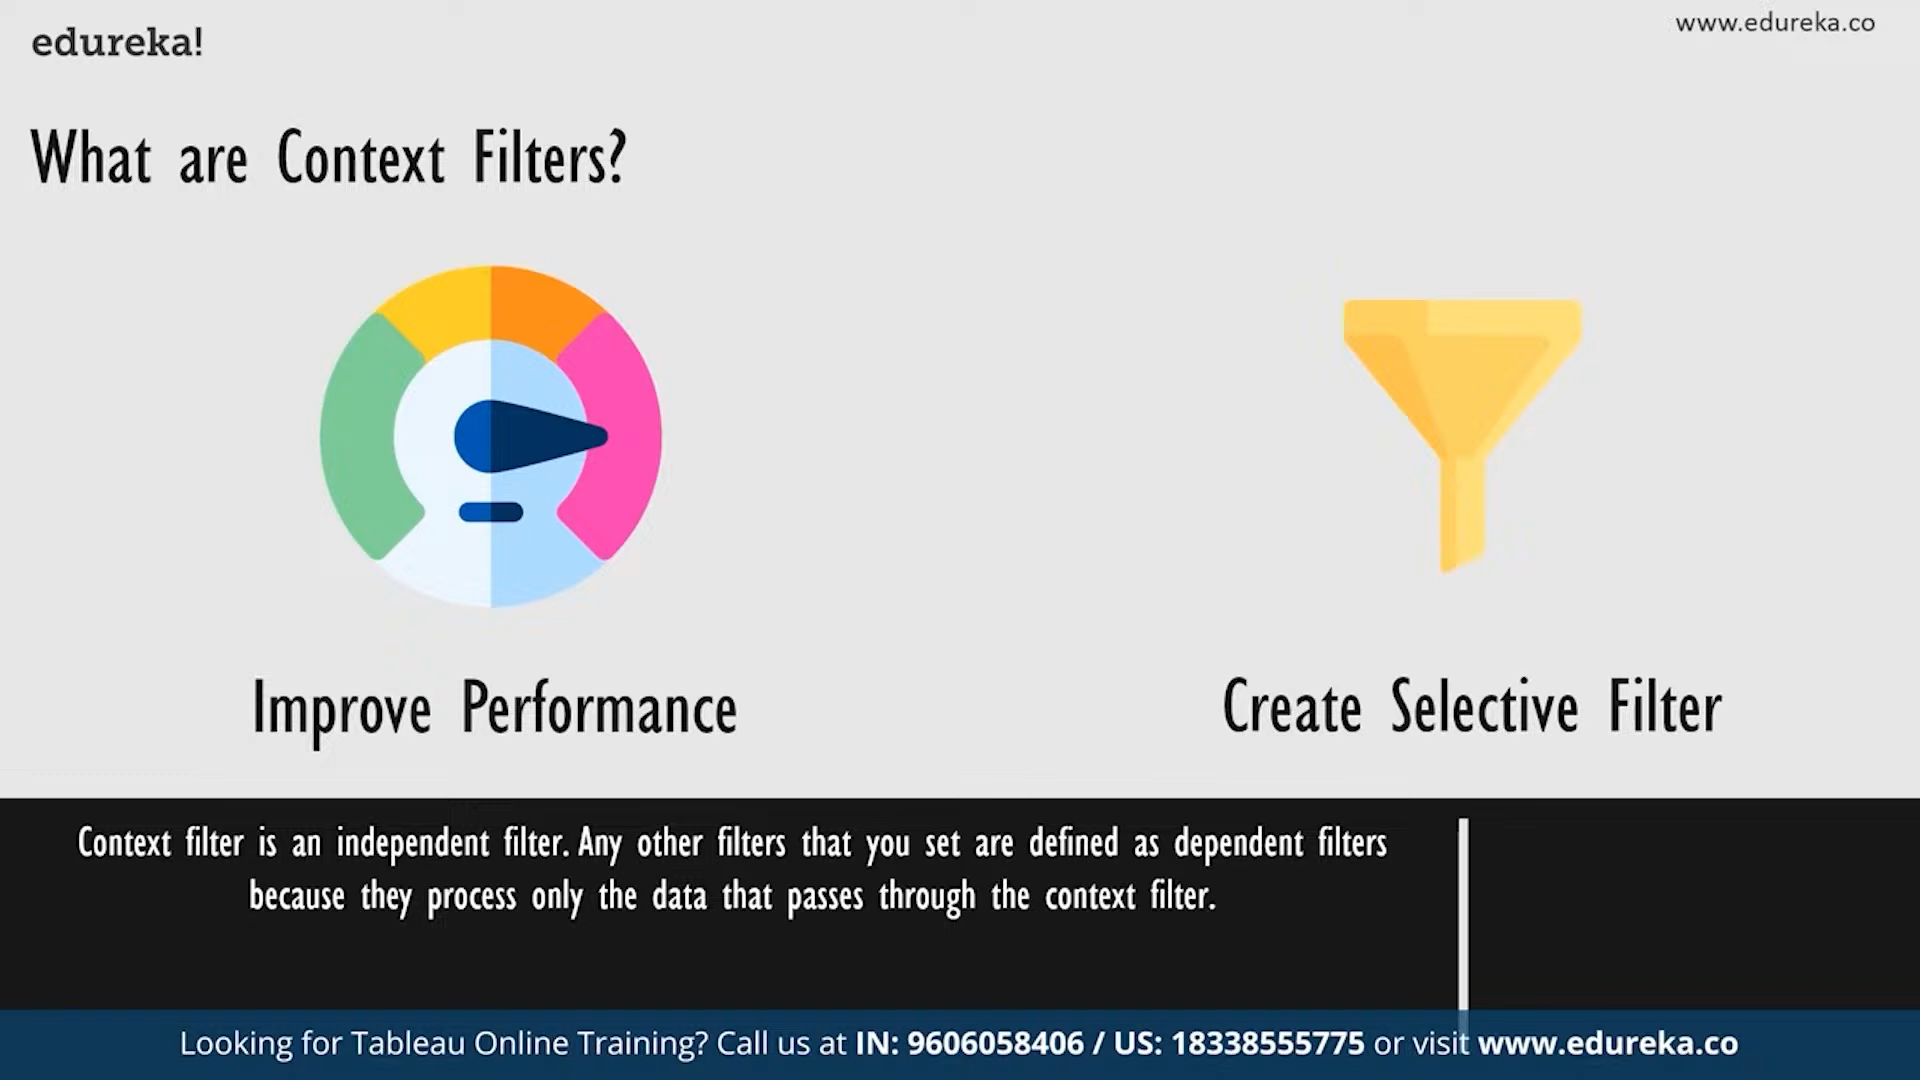 edureka!
www.edureka.co
What are Context Filters?
Improve Performance
Create Selective Filter
Context filter is an independent filter. Any other filters that you set are defined as dependent filters
because they process only the data that passes through the context filter.
Looking for Tableau Online Training? Call us at IN: 9606058406 / US: 18338555775 or visit www.edureka.co